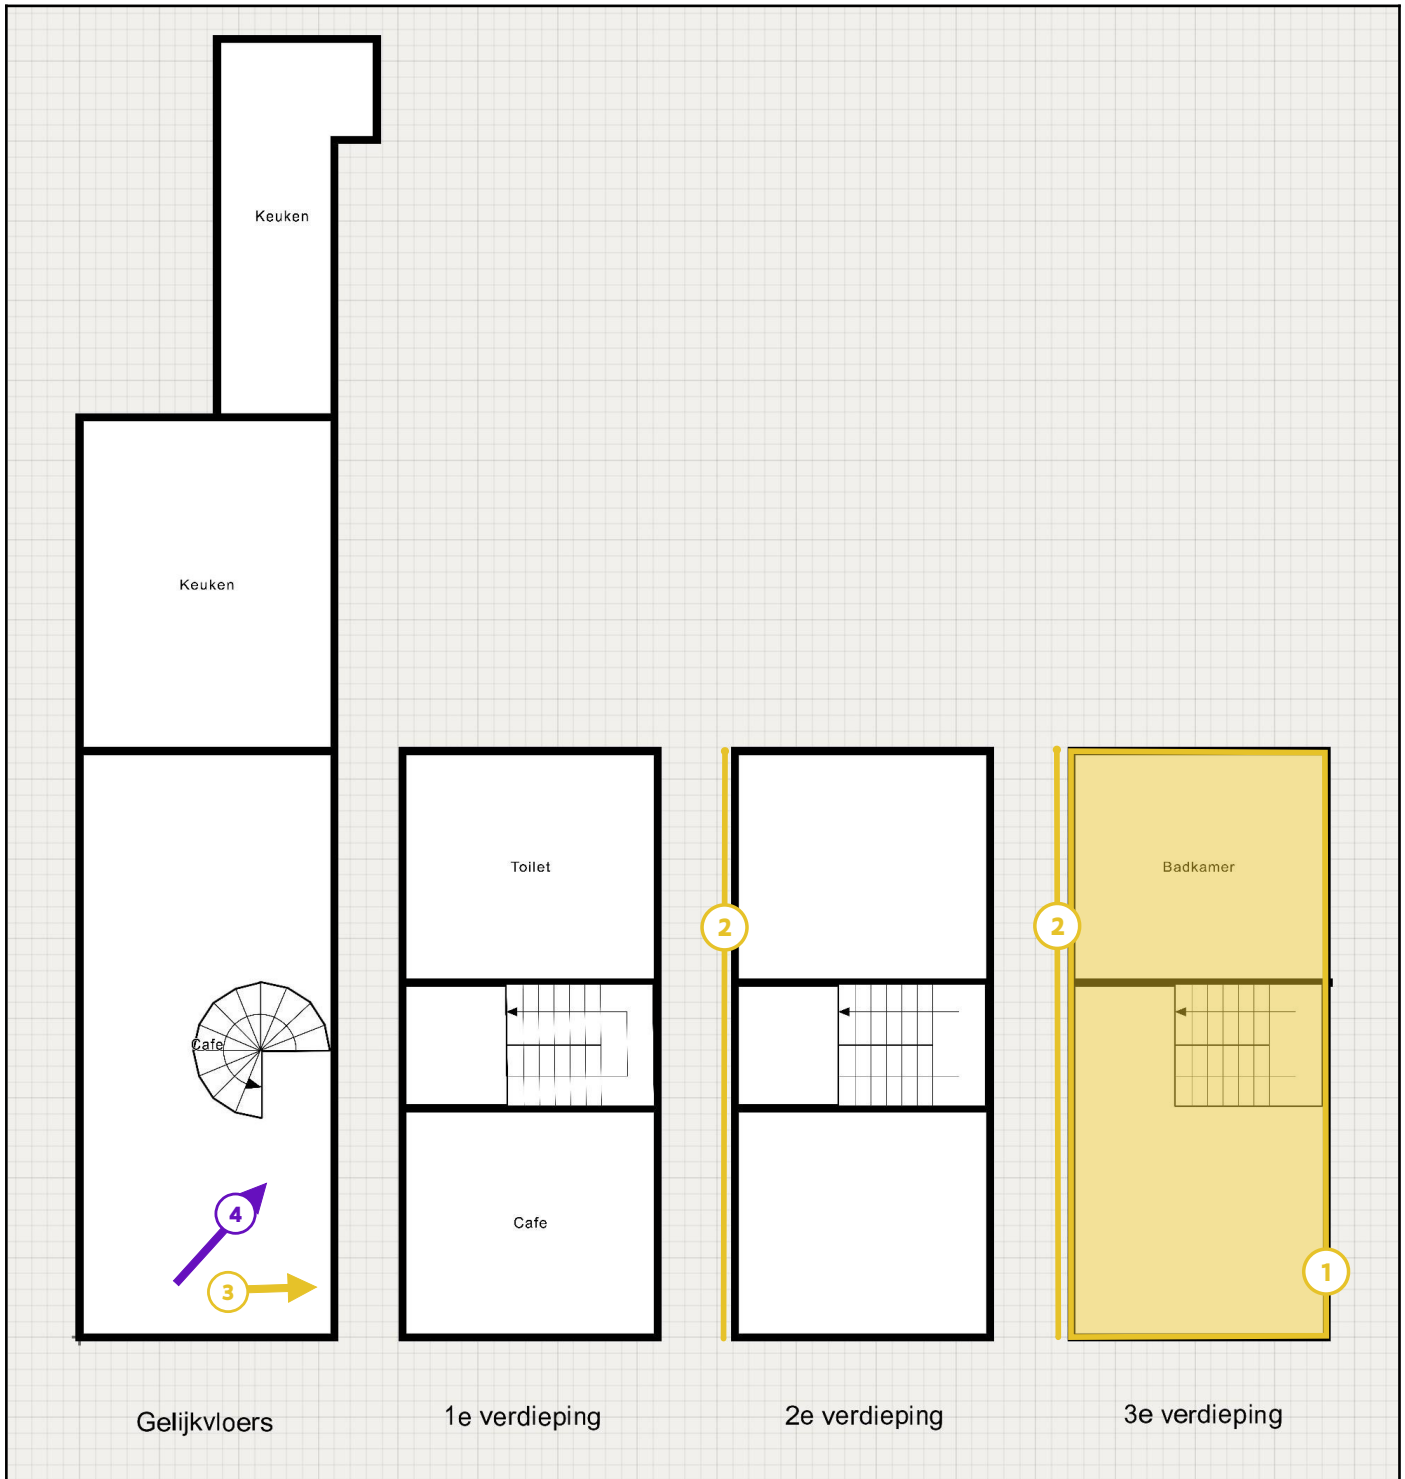 Keuken
Keuken
Toilet
Badkamer
2
2
Cafe
4
Cafe
3
1
Gelijkvloers
1e verdieping
2e verdieping
3e verdieping